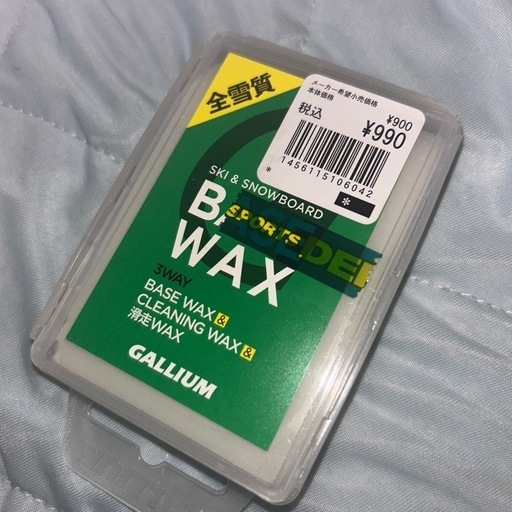 全雪質
メーカー希望小売価格
本体価格
¥900
税込
¥990
1456115106042
SKI & SNOWBOARD
SPORTS DE
WAX
3WAY
BASE WAX &
CLEANING WAX &
滑走WAX
GALLIUM